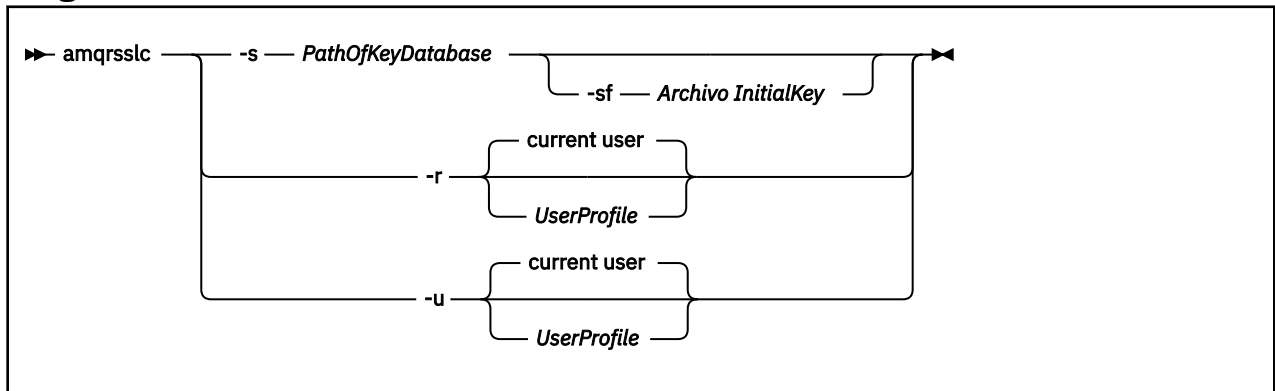 amqrsslc -s PathOfKeyDatabase
-sf Archivo InitialKey
current user
-r
UserProfile
current user
-u
UserProfile